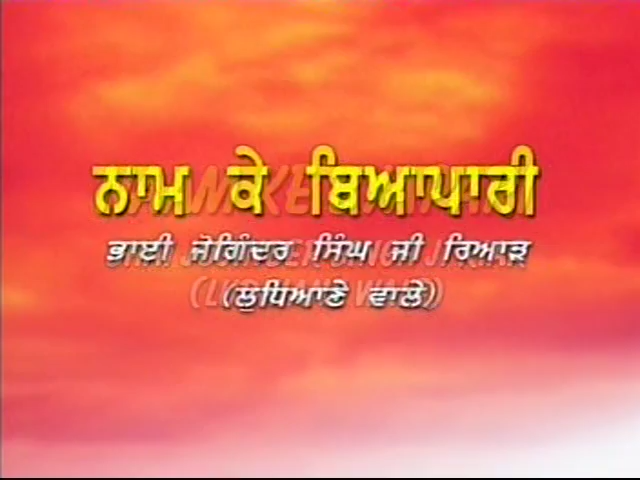 ਨਾਮ ਕੇ ਬਿਆਪਾਰੀ
ਭਾਈ ਜੋਗਿੰਦਰ ਸਿੰਘ ਜੀ ਰਿਆੜ
(ਲੁਧਿਆਣੇ ਵਾਲੇ)